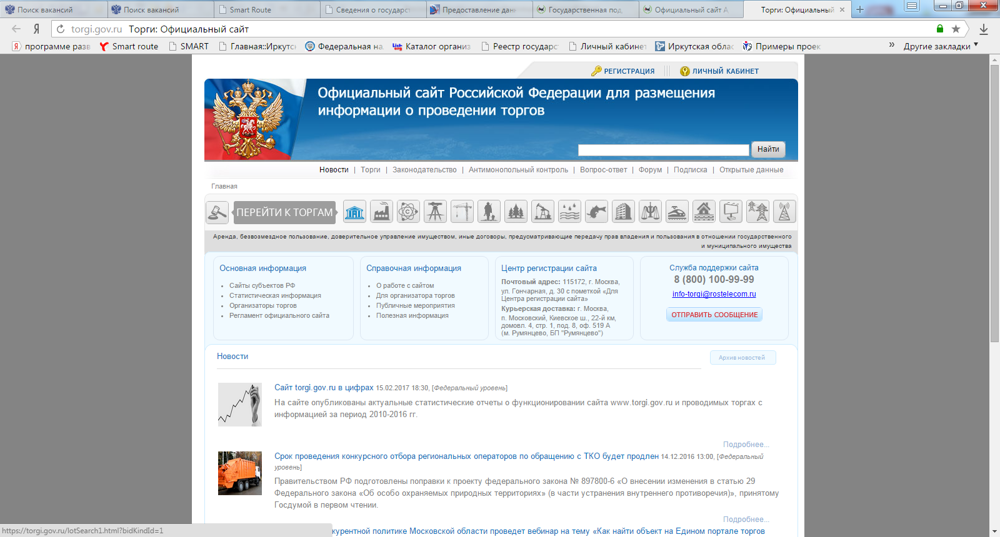 Поиск вакансий
Поиск вакансий
Smart Route
Сведения о государст
Предоставление дан
Государственная под
Официальный сайт А
Торги: Официальный
torgi.gov.ru Торги: Официальный сайт
программе разв
Smart route
SMART
Главная::Иркутс
Федеральная на
Каталог организ
Реестр государс
Личный кабинет
Иркутская облас
Примеры проек
» Другие закладки
РЕГИСТРАЦИЯ
ЛИЧНЫЙ КАБИНЕТ
Официальный сайт Российской Федерации для размещения
информации о проведении торгов
Найти
Новости | Торги | Законодательство | Антимонопольный контроль | Вопрос-ответ | Форум | Подписка | Открытые данные
Главная
ПЕРЕЙТИ К ТОРГАМ
Аренда, безвозмездное пользование, доверительное управление имуществом, иные договоры, предусматривающие передачу прав владения и пользования в отношении государственного
и муниципального имущества
Основная информация
Сайты субъектов РФ
Статистическая информация
Организаторы торгов
Регламент официального сайта
Справочная информация
О работе с сайтом
Для организатора торгов
Публичные мероприятия
Полезная информация
Центр регистрации сайта
Почтовый адрес: 115172, г. Москва,
ул. Гончарная, д. 30 с пометкой «Для
Центра регистрации сайта»
Курьерская доставка: г. Москва,
п. Московский, Киевское ш., 22-й км,
домовл. 4, стр. 1, под. 8, оф. 519 А
(м. Румянцево, БП "Румянцево")
Служба поддержки сайта
8 (800) 100-99-99
info-torgi@rostelecom.ru
ОТПРАВИТЬ СООБЩЕНИЕ
Новости
Архив новостей
Сайт torgi.gov.ru в цифрах 15.02.2017 18:30, [Федеральный уровень]
На сайте опубликованы актуальные статистические отчеты о функционировании сайта www.torgi.gov.ru и проводимых торгах с
информацией за период 2010-2016 гг.
Подробнее...
Срок проведения конкурсного отбора региональных операторов по обращению с ТКО будет продлен 14.12.2016 13:00, [Федеральный
уровень]
Правительством РФ подготовлены поправки к проекту федерального закона № 897800-6 «О внесении изменения в статью 29
Федерального закона «Об особо охраняемых природных территориях» (в части устранения внутреннего противоречия)», принятому
Госдумой в первом чтении.
Подробнее...
курентной политике Московской области проведет вебинар на тему «Как найти объект на Едином портале торгов
https://torgi.gov.ru/lotSearch1.html?bidKindId=1